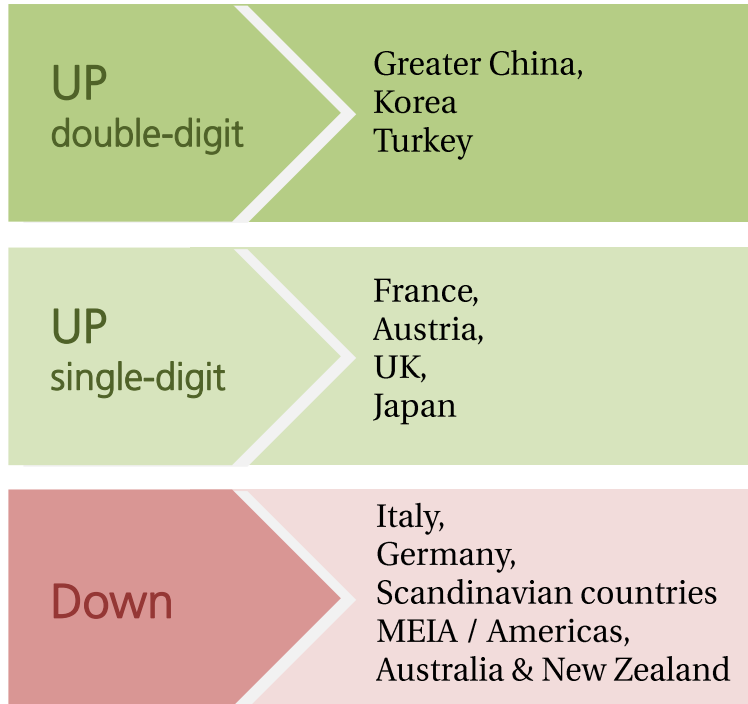 UP
double-digit
Greater China,
Korea
Turkey
UP
single-digit
France,
Austria,
UK,
Japan
Down
Italy,
Germany,
Scandinavian countries
MEIA / Americas,
Australia & New Zealand